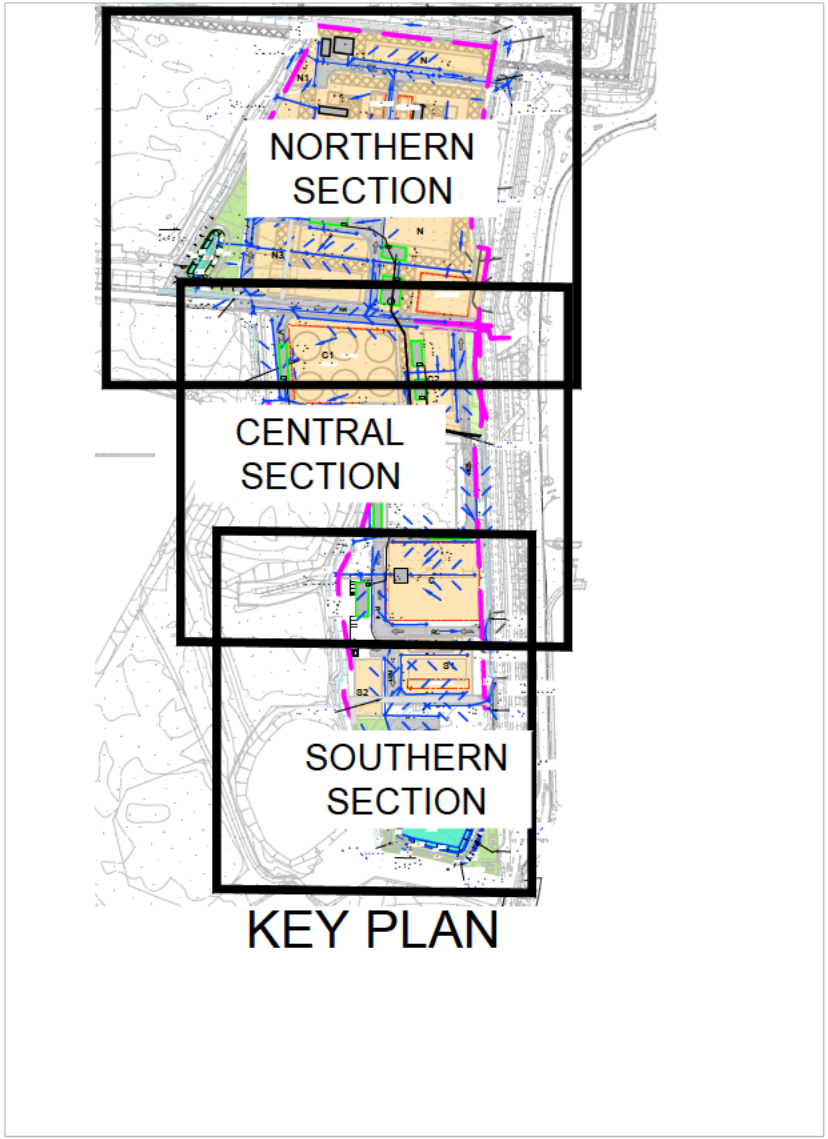 N
N1
NORTHERN
SECTION
N
N3
C1
C2
CENTRAL
SECTION
C
S1
S2
SOUTHERN
SECTION
KEY PLAN